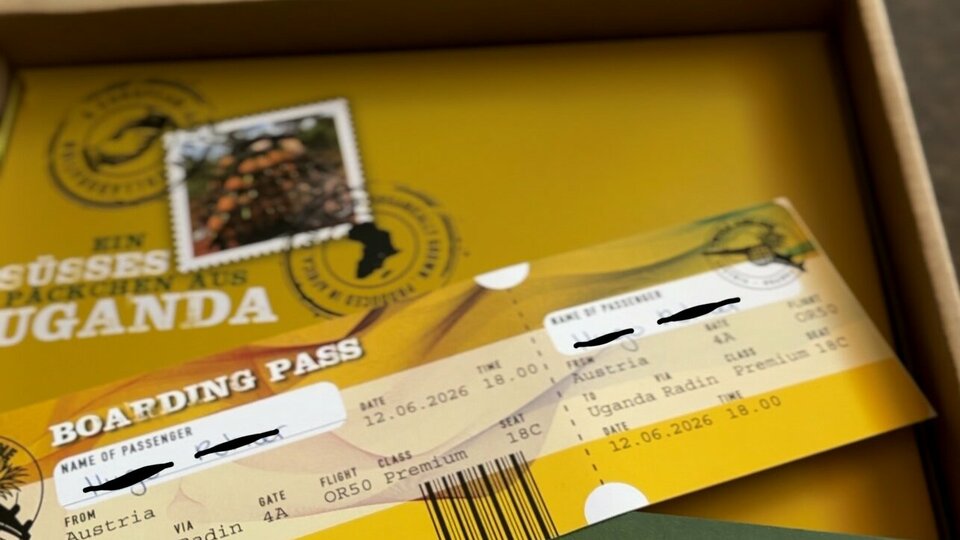 EIN
SÜSSES
PÄCKCHEN AUS
UGANDA
BOARDING PASS
NAME OF PASSENGER
DATE
12.06.2026
TIME
18.00
FROM
Austria
VIA
Radin
GATE
4A
FLIGHT
OR50
CLASS
Premium
SEAT
18C
NAME OF PASSENGER
FLIGHT
OR50
FROM
Austria
GATE
4A
TO
Uganda
VIA
Radin
CLASS
Premium
SEAT
18C
DATE
12.06.2026
TIME
18.00